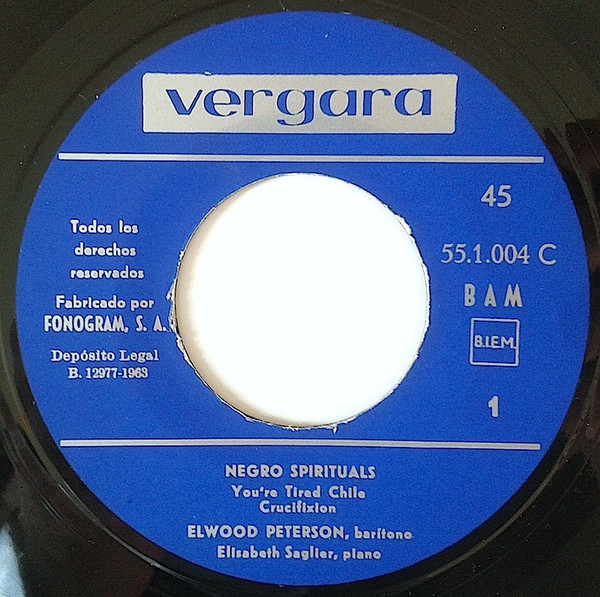 vergara
45
Todos los
derechos
reservados
55.1.004 C
Fabricado por
FONOGRAM, S. A.
BAM
B.I.E.M.
Depósito Legal
B. 12977-1963
1
NEGRO SPIRITUALS
You're Tired Chile
Crucifixion
ELWOOD PETERSON, barítono
Elisabeth Saglier, piano